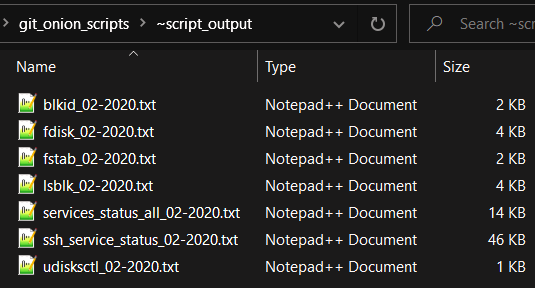 git_onion_scripts > ~script_output
Search ~scr
Name Type Size
blkid_02-2020.txt Notepad++ Document 2 KB
fdisk_02-2020.txt Notepad++ Document 4 KB
fstab_02-2020.txt Notepad++ Document 2 KB
lsblk_02-2020.txt Notepad++ Document 4 KB
services_status_all_02-2020.txt Notepad++ Document 14 KB
ssh_service_status_02-2020.txt Notepad++ Document 46 KB
udisksctl_02-2020.txt Notepad++ Document 1 KB